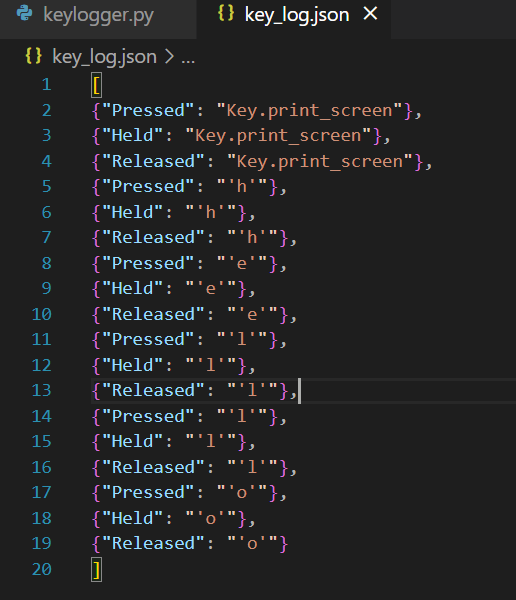 keylogger.py
{} key_log.json ×
{} key_log.json > ...
1 [
2 {"Pressed": "Key.print_screen"},
3 {"Held": "Key.print_screen"},
4 {"Released": "Key.print_screen"},
5 {"Pressed": "'h'"},
6 {"Held": "'h'"},
7 {"Released": "'h'"},
8 {"Pressed": "'e'"},
9 {"Held": "'e'"},
10 {"Released": "'e'"},
11 {"Pressed": "'l'"},
12 {"Held": "'l'"},
13 {"Released": "'l'"},
14 {"Pressed": "'l'"},
15 {"Held": "'l'"},
16 {"Released": "'l'"},
17 {"Pressed": "'o'"},
18 {"Held": "'o'"},
19 {"Released": "'o'"}
20 ]